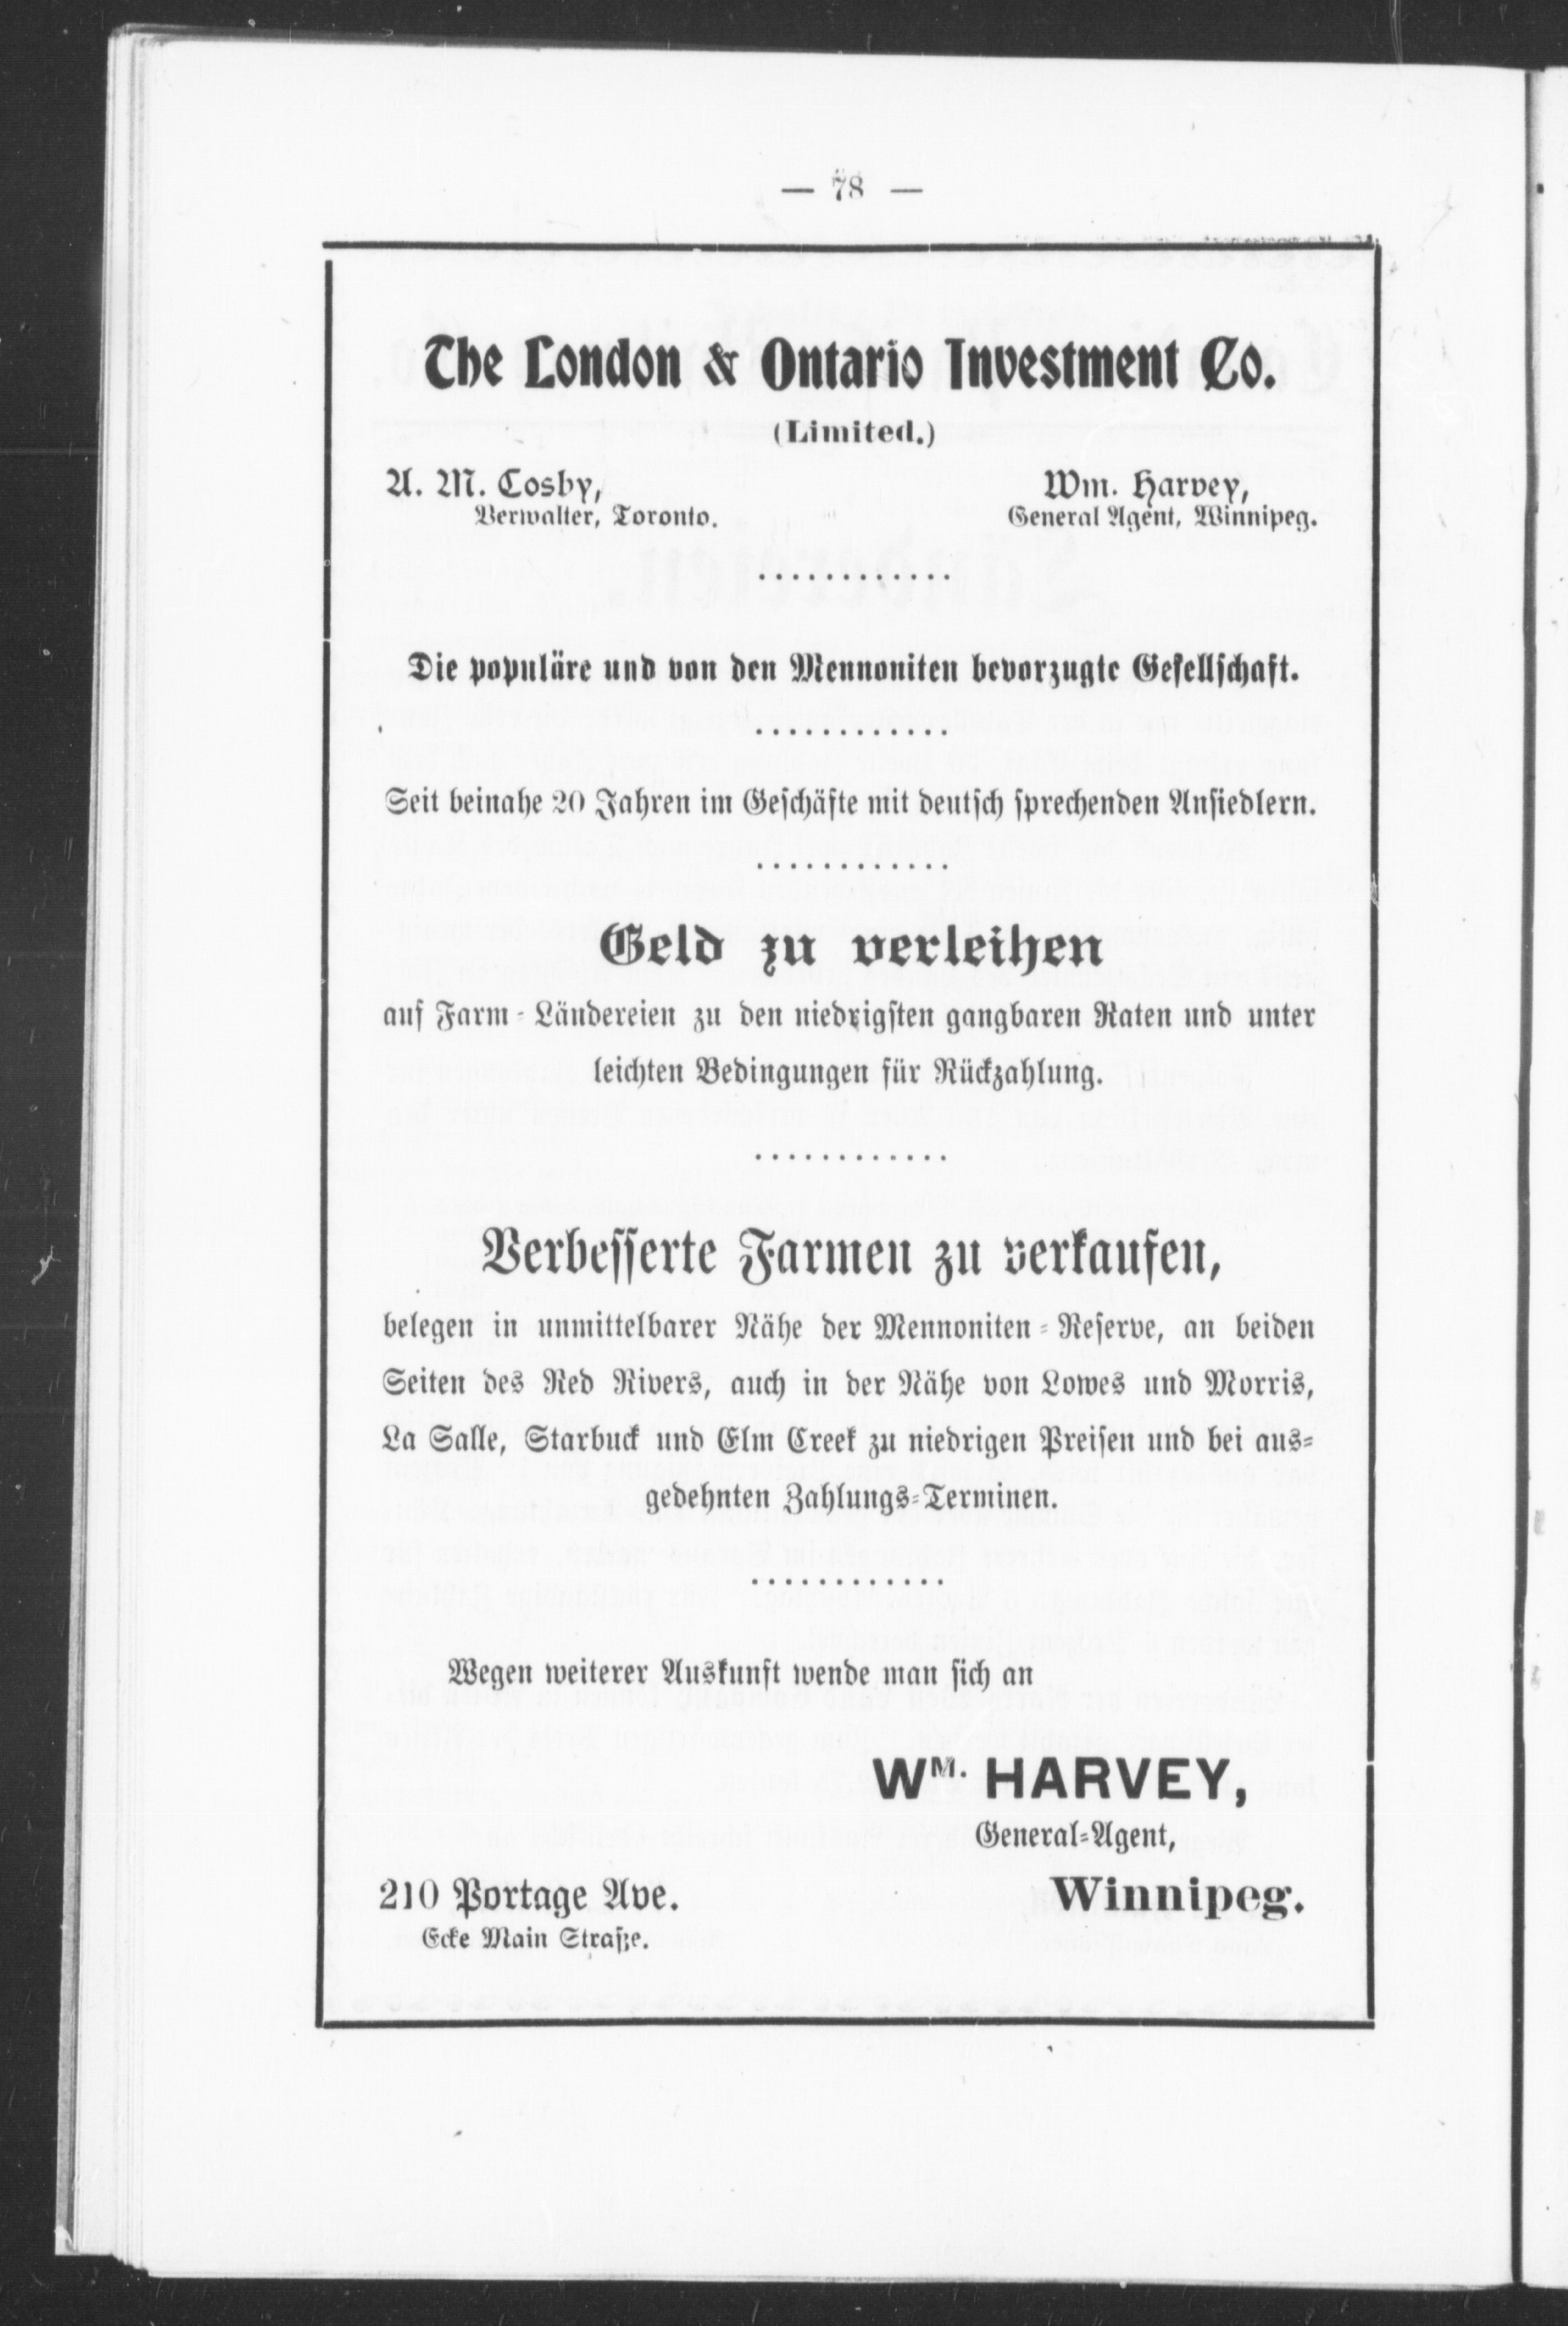 — 78 —
The London & Ontario Investment Co.
(Limited.)
A. M. Cosby,
Verwalter, Toronto.
Wm. Harvey,
General Agent, Winnipeg.
............
Die populäre und von den Mennoniten bevorzugte Gesellschaft.
............
Seit beinahe 20 Jahren im Geschäfte mit deutsch sprechenden Ansiedlern.
............
Geld zu verleihen
auf Farm-Ländereien zu den niedrigsten gangbaren Raten und unter
leichten Bedingungen für Rückzahlung.
............
Verbesserte Farmen zu verkaufen,
belegen in unmittelbarer Nähe der Mennoniten-Reserve, an beiden
Seiten des Red Rivers, auch in der Nähe von Lowes und Morris,
La Salle, Starbuck und Elm Creek zu niedrigen Preisen und bei aus-
gedehnten Zahlungs-Terminen.
............
Wegen weiterer Auskunft wende man sich an
WM. HARVEY,
General-Agent,
210 Portage Ave.
Winnipeg.
Ecke Main Straße.